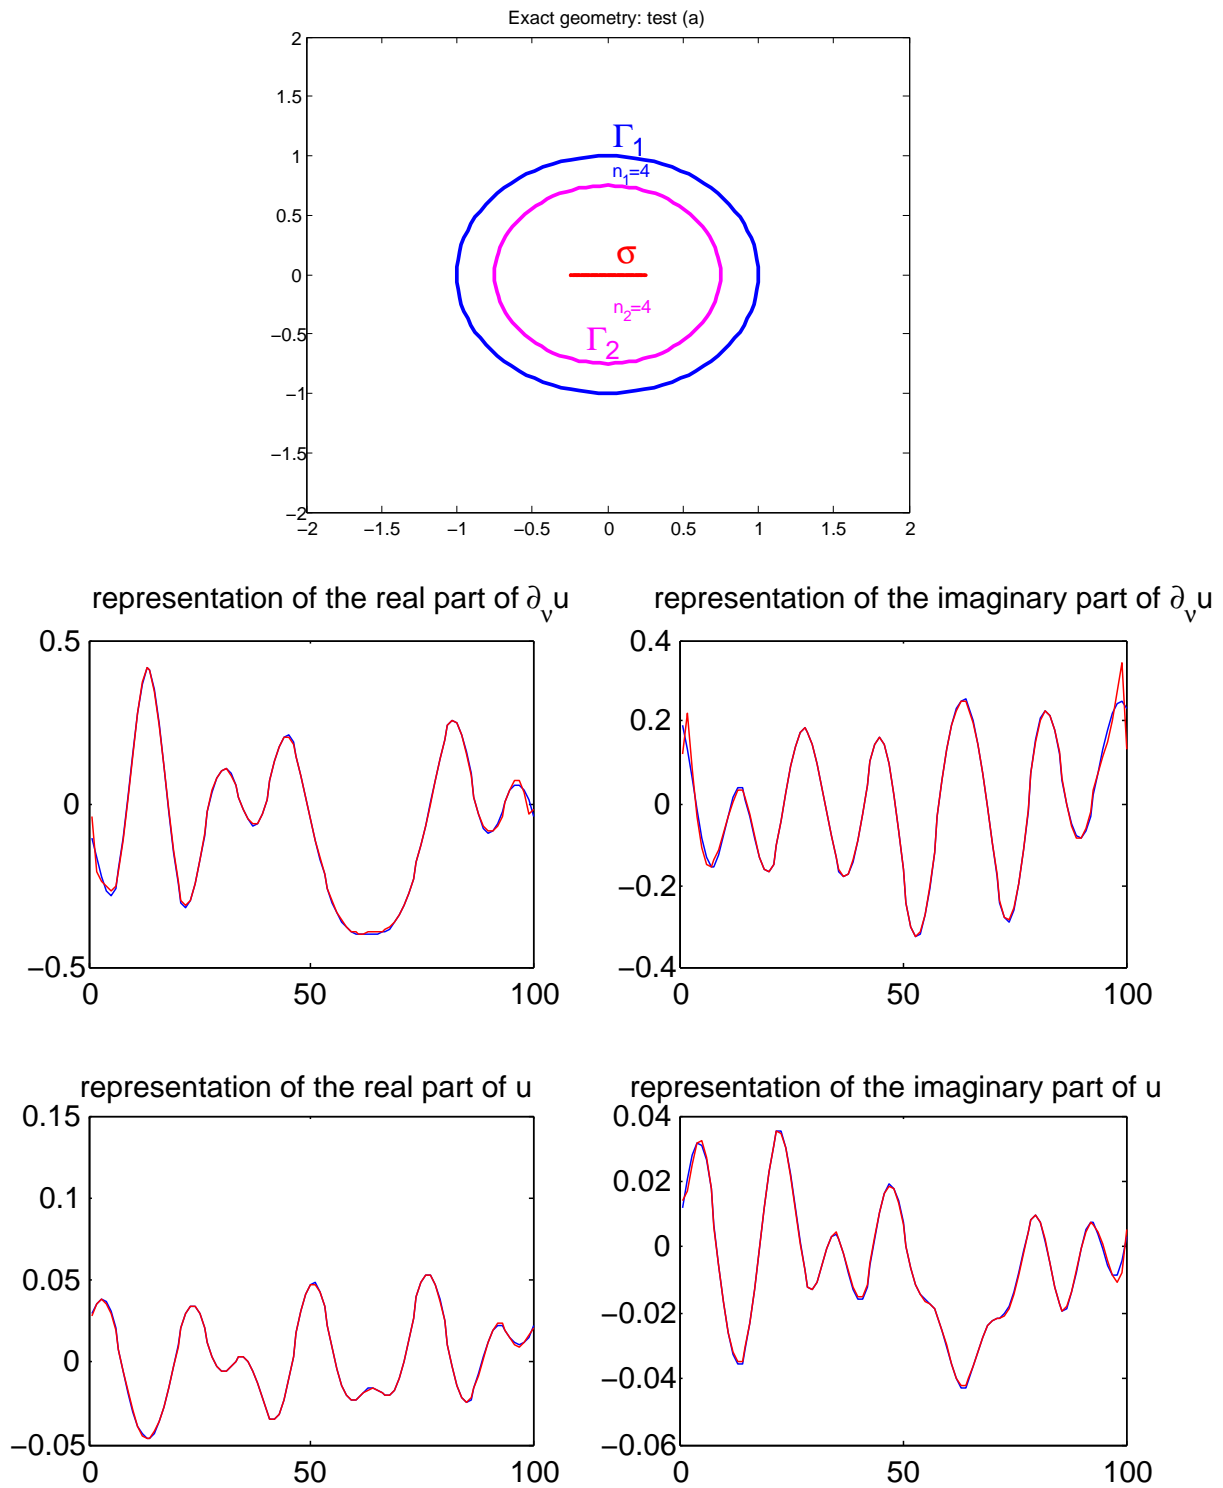 Exact geometry: test (a)
2
1.5
1
0.5
0
−0.5
−1
−1.5
−2
−2 −1.5 −1 −0.5 0 0.5 1 1.5 2
Γ1
n1=4
σ
n2=4
Γ2
representation of the real part of ∂νu
0.5
0
−0.5
0 50 100
representation of the imaginary part of ∂νu
0.4
0.2
0
−0.2
−0.4
0 50 100
representation of the real part of u
0.15
0.1
0.05
0
−0.05
0 50 100
representation of the imaginary part of u
0.04
0.02
0
−0.02
−0.04
−0.06
0 50 100